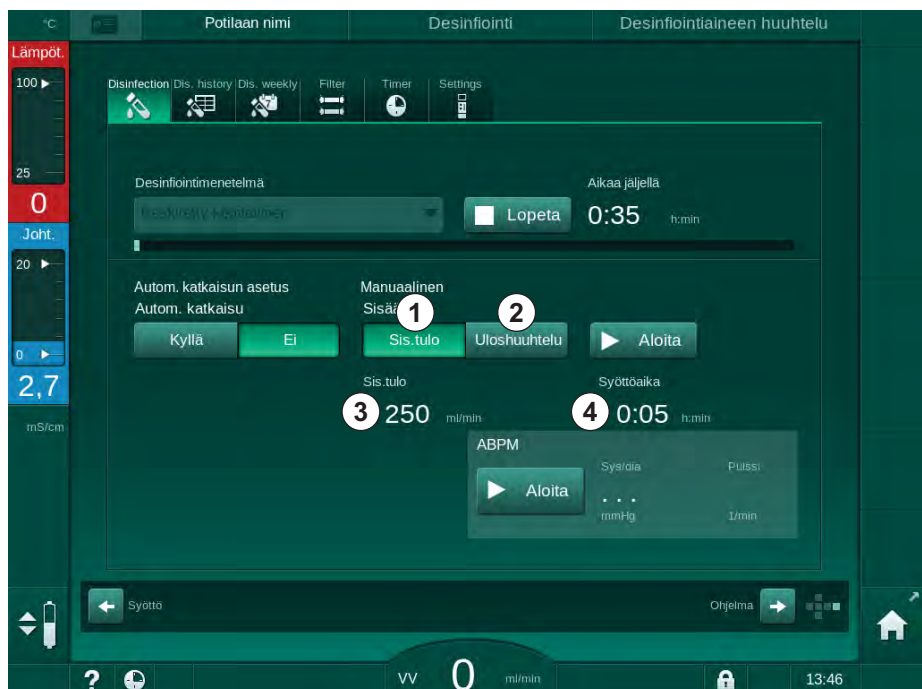 °C
Potilaan nimi
Desinfiointi
Desinfiointiaineen huuhtelu
Lämpöt.
100
25
0
Joht.
20
0
2,7
mS/cm
Disinfection
Dis. history
Dis. weekly
Filter
Timer
Settings
7
Desinfiointimenetelmä
Lopeta
Aikaa jäljellä
0:35 h:min
Autom. katkaisun asetus
Autom. katkaisu
Kyllä
Ei
Manuaalinen
1
2
Sis.tulo
Uloshuuhtelu
Aloita
Sis.tulo
3
250 ml/min
Syöttöaika
4
0:05 h:min
ABPM
Aloita
Sys/dia
Pulssi
. . .
mmHg
1/min
Syöttö
Ohjelma
?
VV 0 ml/min
13:46